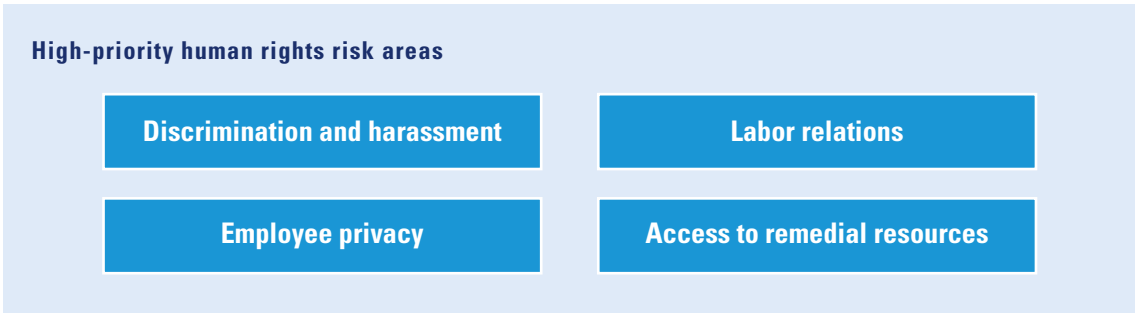 High-priority human rights risk areas
Discrimination and harassment
Labor relations
Employee privacy
Access to remedial resources